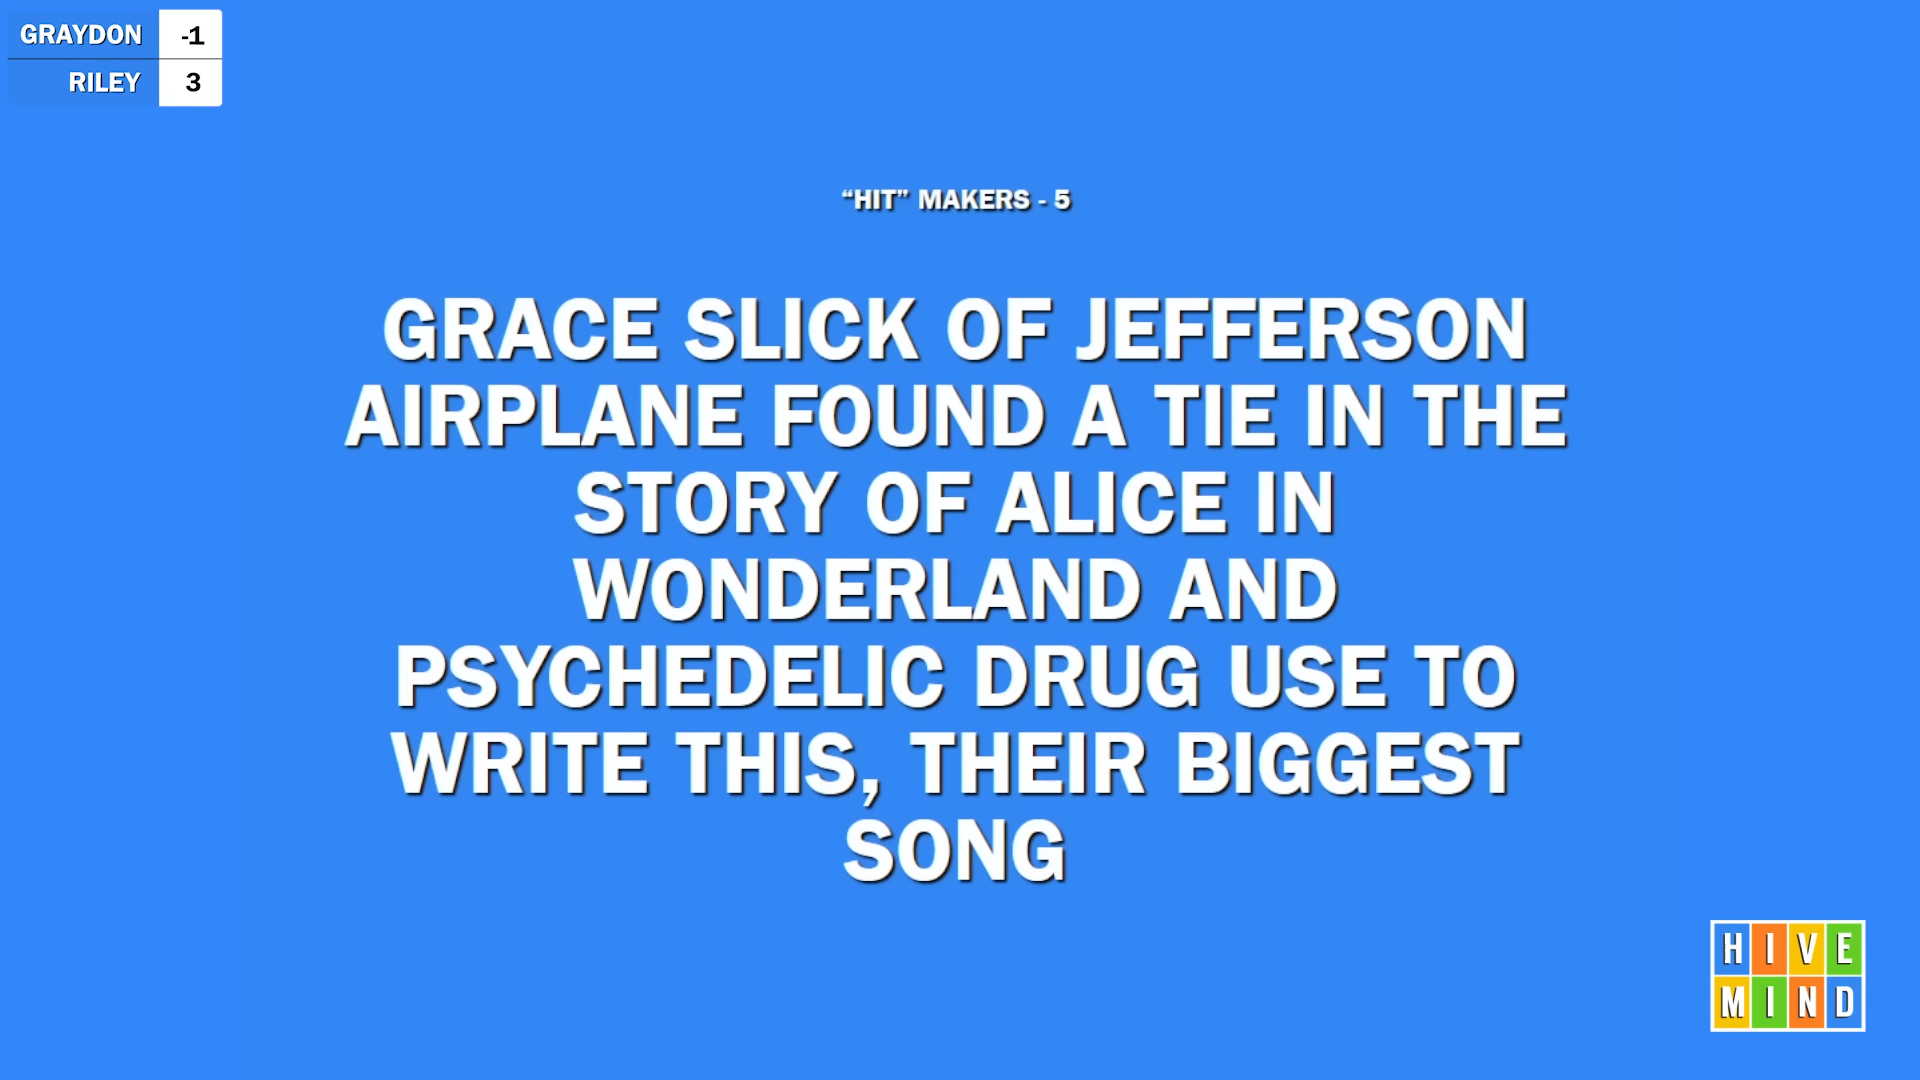 GRAYDON -1
RILEY 3
“HIT” MAKERS - 5
GRACE SLICK OF JEFFERSON
AIRPLANE FOUND A TIE IN THE
STORY OF ALICE IN
WONDERLAND AND
PSYCHEDELIC DRUG USE TO
WRITE THIS, THEIR BIGGEST
SONG
HIVE
MIND